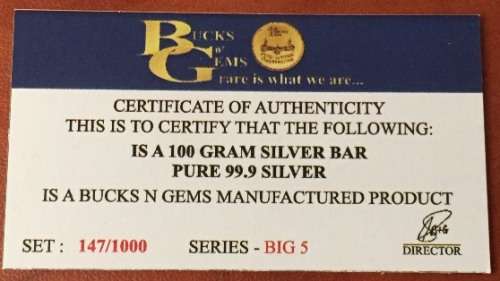 BUCKS
n'
GEMS
rare is what we are...
CERTIFICATE OF AUTHENTICITY
THIS IS TO CERTIFY THAT THE FOLLOWING:
IS A 100 GRAM SILVER BAR
PURE 99.9 SILVER
IS A BUCKS N GEMS MANUFACTURED PRODUCT
SET : 147/1000 SERIES - BIG 5
DIRECTOR